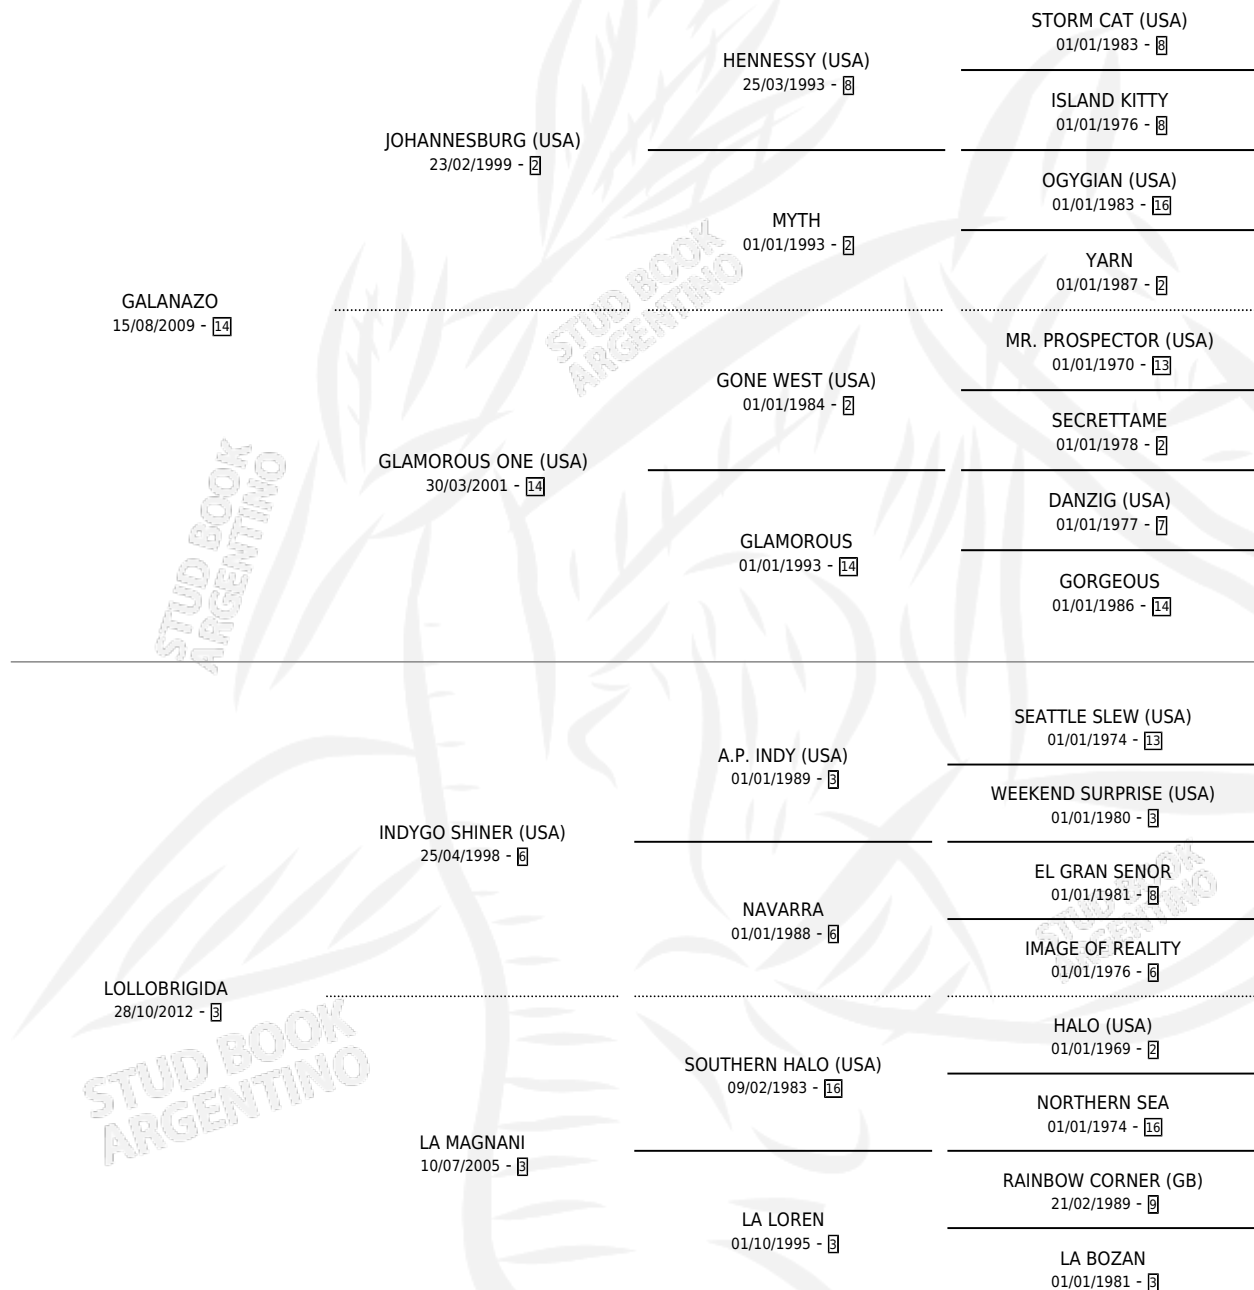 STORM CAT (USA)
01/01/1983 - 8
HENNESSY (USA)
25/03/1993 - 8
ISLAND KITTY
01/01/1976 - 8
JOHANNESBURG (USA)
23/02/1999 - 2
OGYGIAN (USA)
01/01/1983 - 16
MYTH
01/01/1993 - 2
YARN
01/01/1987 - 2
GALANAZO
15/08/2009 - 14
MR. PROSPECTOR (USA)
01/01/1970 - 13
GONE WEST (USA)
01/01/1984 - 2
SECRETTAME
01/01/1978 - 2
GLAMOROUS ONE (USA)
30/03/2001 - 14
DANZIG (USA)
01/01/1977 - 7
GLAMOROUS
01/01/1993 - 14
GORGEOUS
01/01/1986 - 14
STUD BOOK
ARGENTINO
STUD BOOK
ARGENTINO
SEATTLE SLEW (USA)
01/01/1974 - 13
A.P. INDY (USA)
01/01/1989 - 3
WEEKEND SURPRISE (USA)
01/01/1980 - 3
INDYGO SHINER (USA)
25/04/1998 - 6
EL GRAN SENOR
01/01/1981 - 8
NAVARRA
01/01/1988 - 6
IMAGE OF REALITY
01/01/1976 - 6
LOLLOBRIGIDA
28/10/2012 - 3
HALO (USA)
01/01/1969 - 2
SOUTHERN HALO (USA)
09/02/1983 - 16
NORTHERN SEA
01/01/1974 - 16
LA MAGNANI
10/07/2005 - 3
RAINBOW CORNER (GB)
21/02/1989 - 9
LA LOREN
01/10/1995 - 3
LA BOZAN
01/01/1981 - 3
STUD BOOK
ARGENTINO
STUD BOOK
ARGENTINO